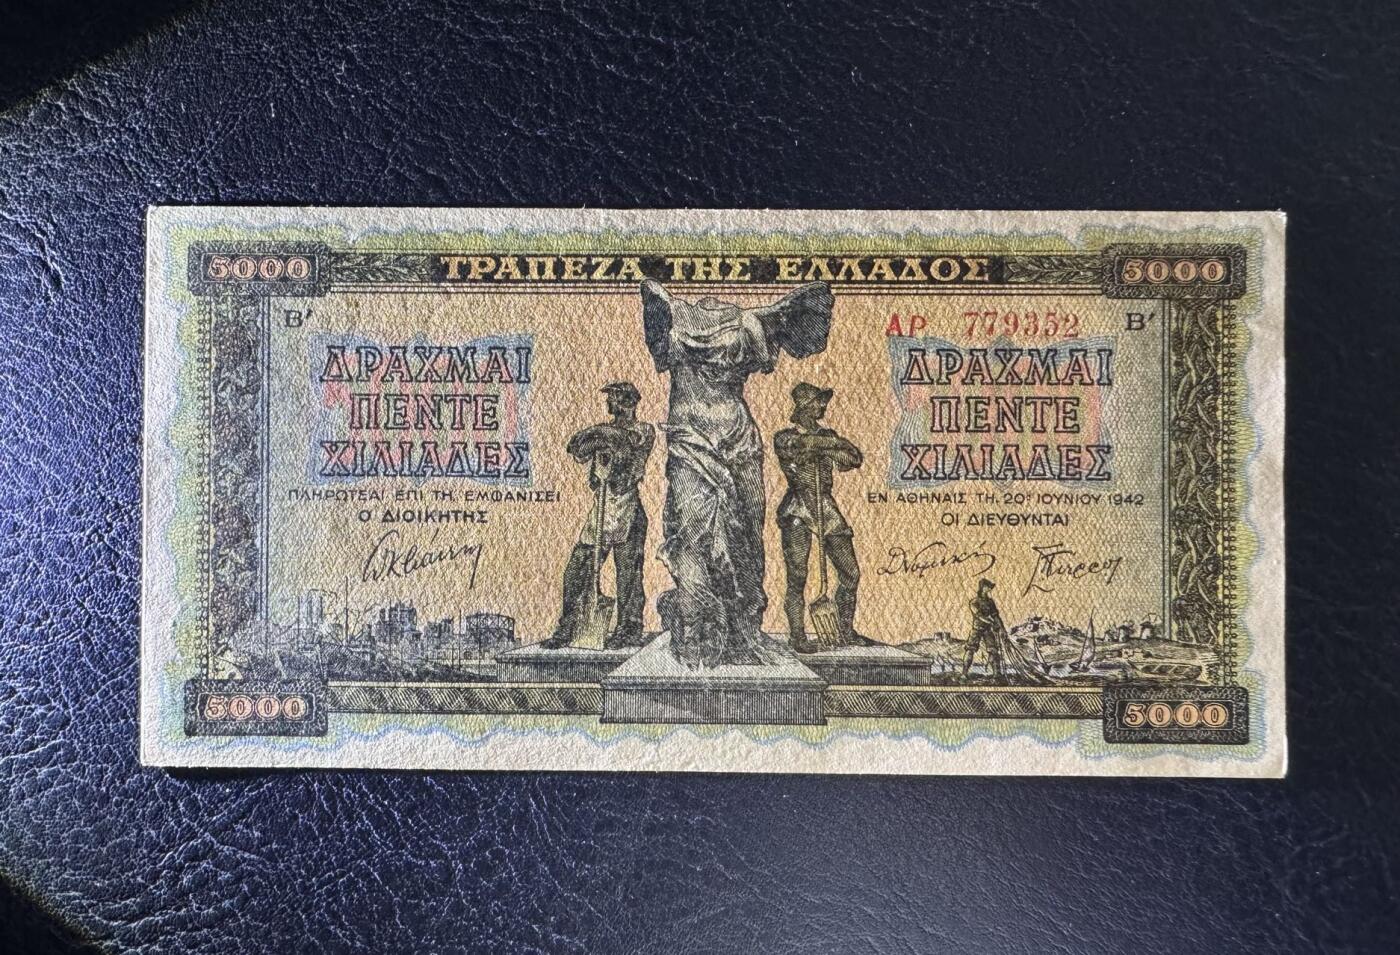 5000 ΤΡΑΠΕΖΑ ΤΗΣ ΕΛΛΑΔΟΣ 5000
Β′ ΑΡ 779352 Β′
ΔΡΑΧΜΑΙ
ΠΕΝΤΕ
ΧΙΛΙΑΔΕΣ
ΠΛΗΡΩΤΕΑΙ ΕΠΙ ΤΗ, ΕΜΦΑΝΙΣΕΙ
Ο ΔΙΟΙΚΗΤΗΣ
ΔΡΑΧΜΑΙ
ΠΕΝΤΕ
ΧΙΛΙΑΔΕΣ
ΕΝ ΑΘΗΝΑΙΣ ΤΗ, 20ῇ ΙΟΥΝΙΟΥ 1942
ΟΙ ΔΙΕΥΘΥΝΤΑΙ
5000 5000